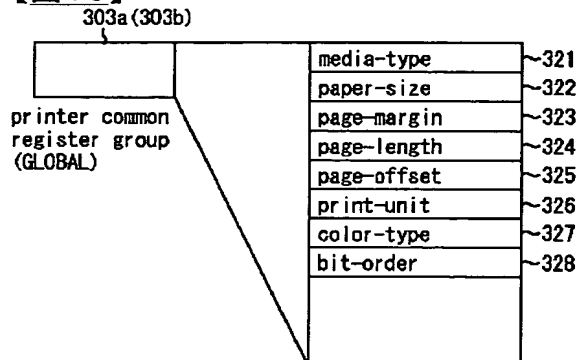 303a(303b)
media-type ~321
paper-size ~322
page-margin ~323
page-length ~324
page-offset ~325
print-unit ~326
color-type ~327
bit-order ~328
printer common
register group
(GLOBAL)